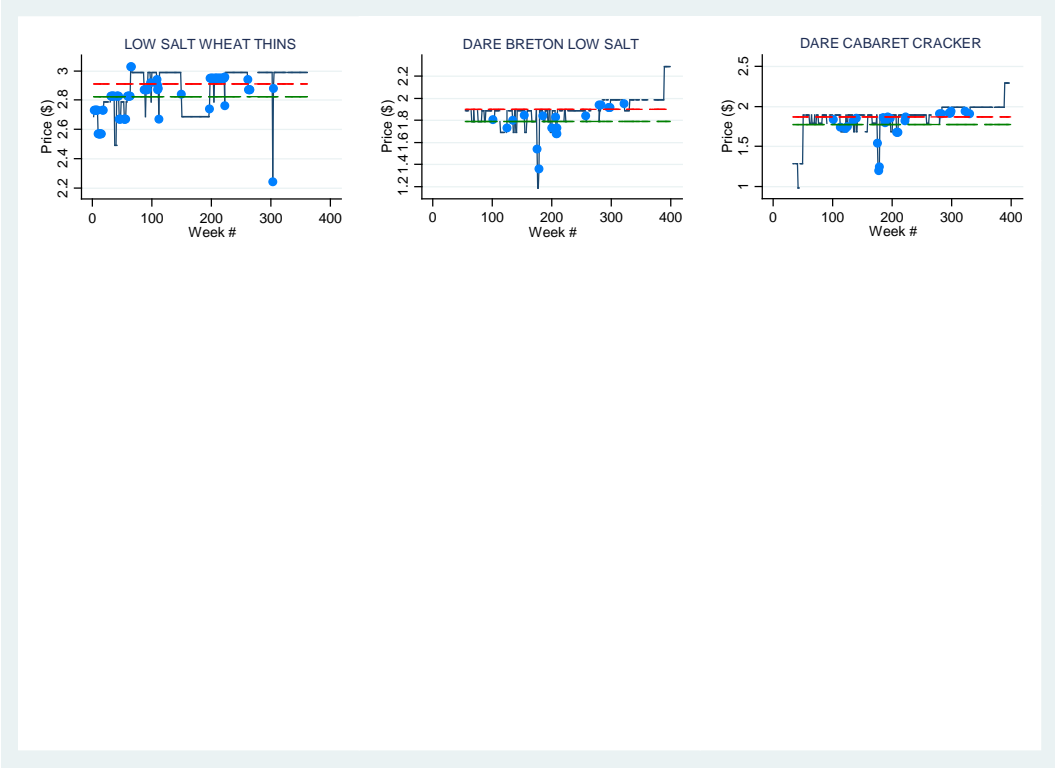 LOW SALT WHEAT THINS
Price ($)
3
2.8
2.6
2.4
2.2
0 100 200 300 400
Week #
DARE BRETON LOW SALT
Price ($)
2.2
2
1.8
1.6
1.4
1.2
0 100 200 300 400
Week #
DARE CABARET CRACKER
Price ($)
2.5
2
1.5
1
0 100 200 300 400
Week #